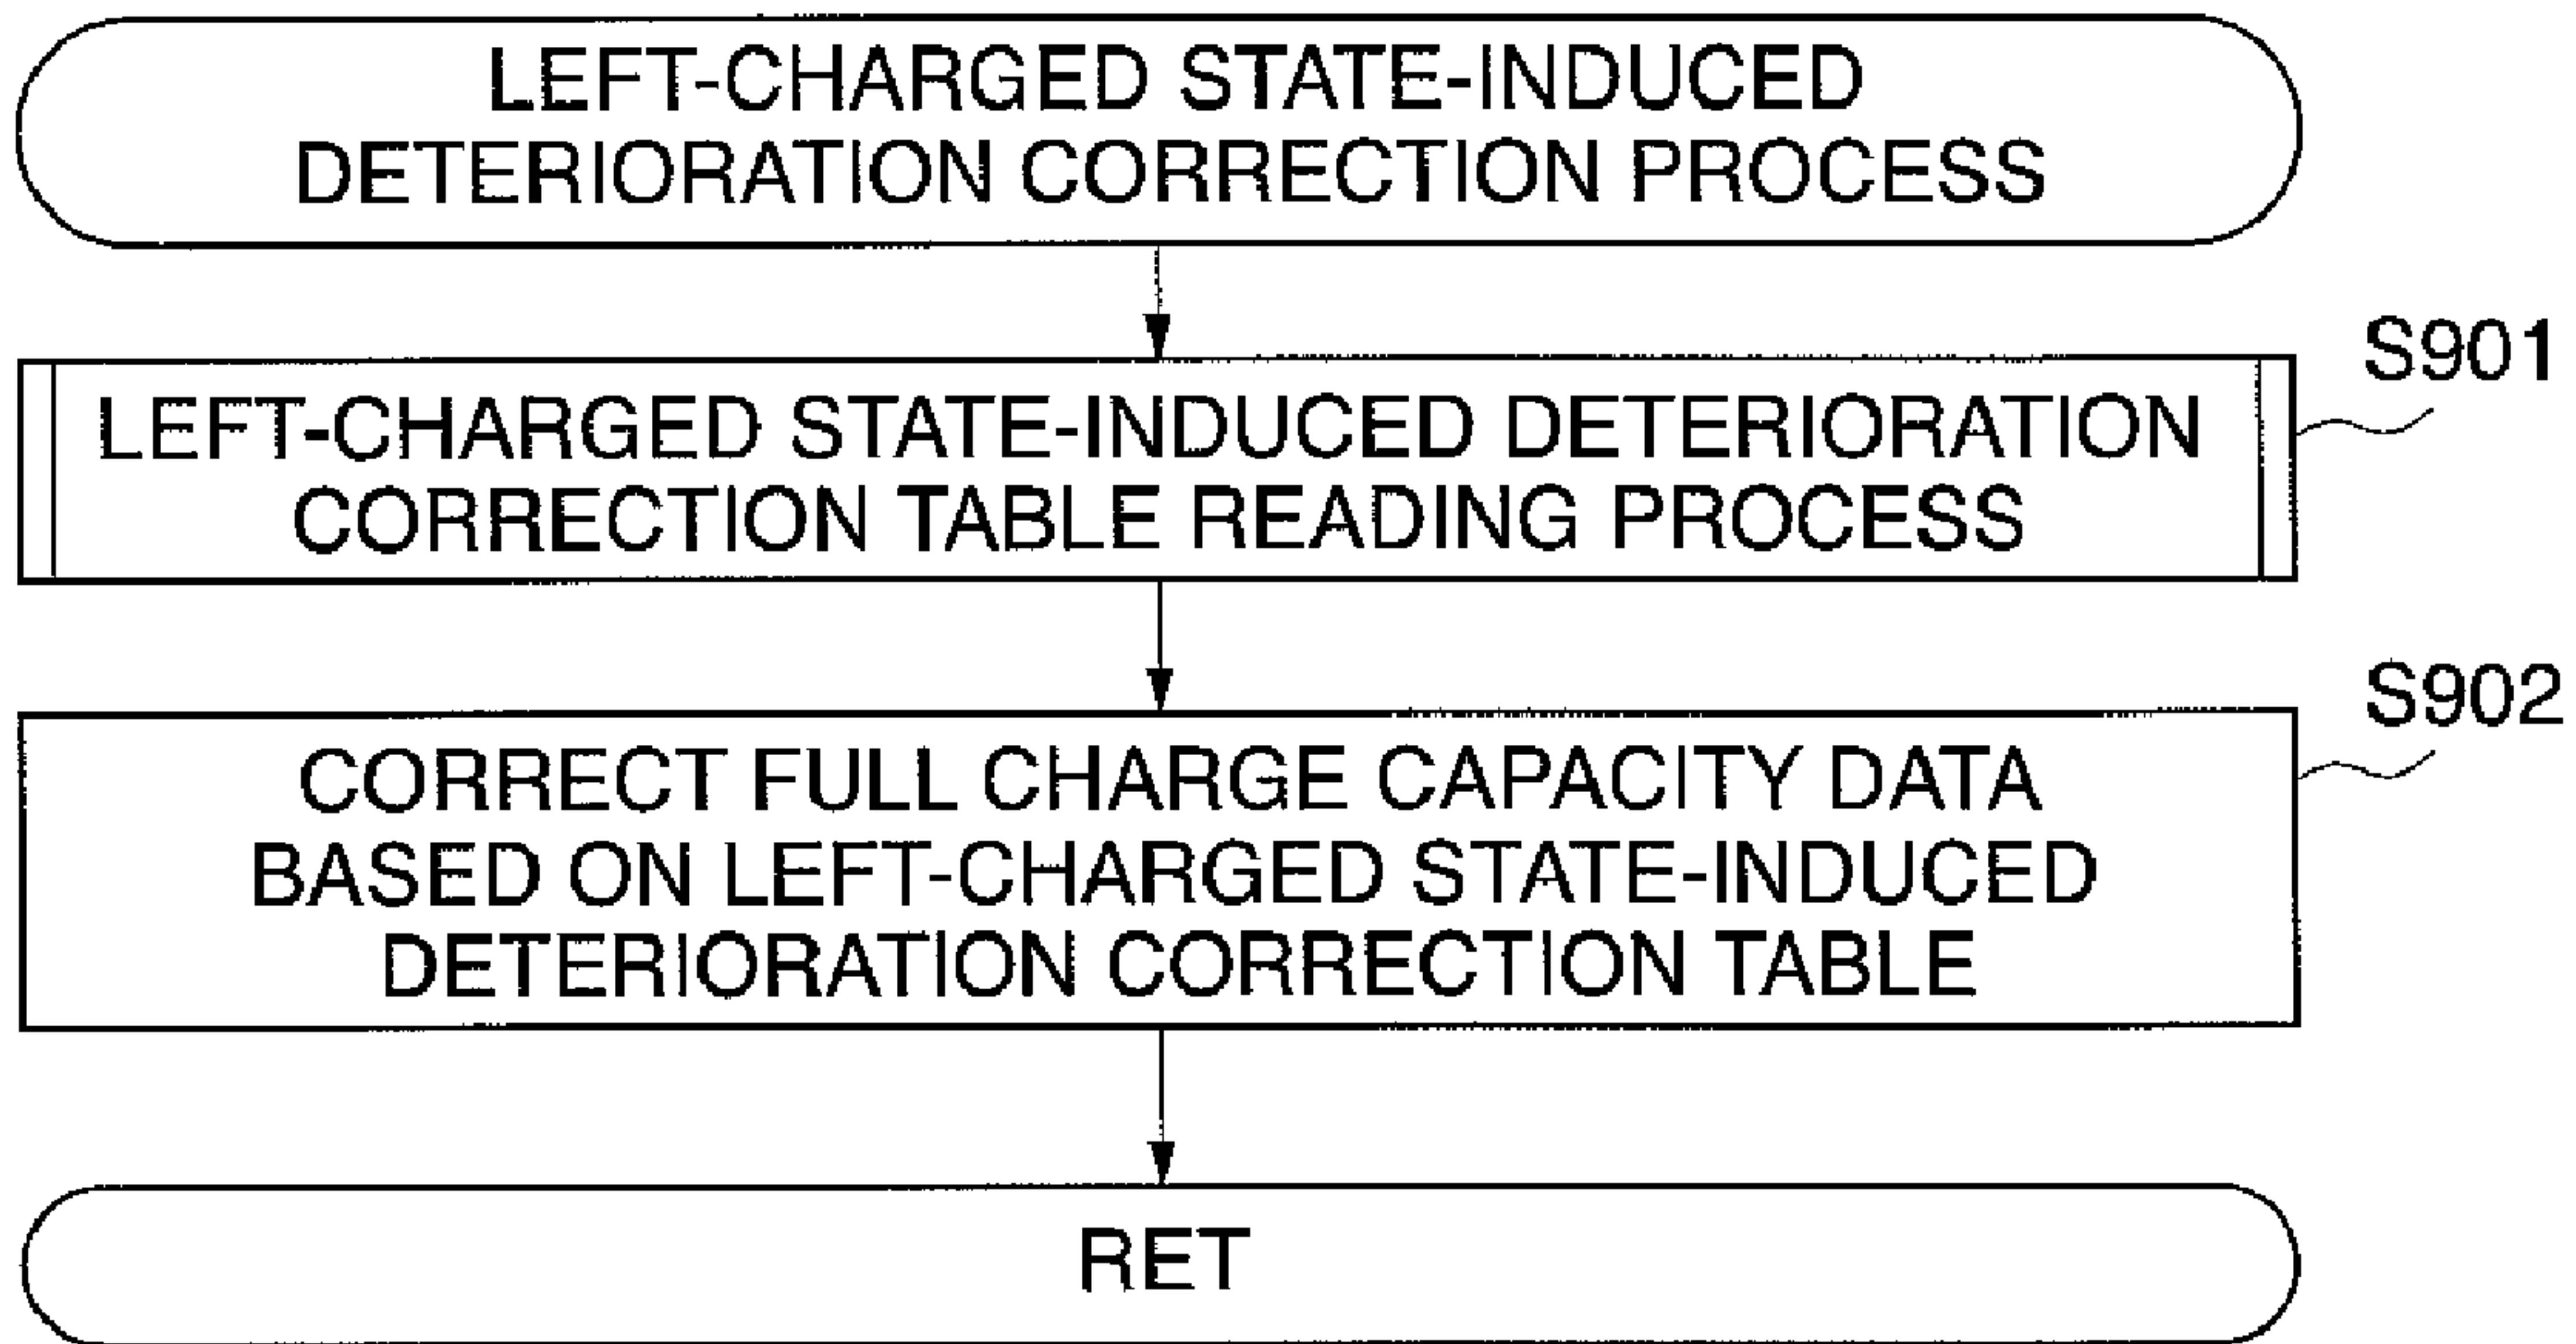 LEFT-CHARGED STATE-INDUCED
DETERIORATION CORRECTION PROCESS
S901
LEFT-CHARGED STATE-INDUCED DETERIORATION
CORRECTION TABLE READING PROCESS
S902
CORRECT FULL CHARGE CAPACITY DATA
BASED ON LEFT-CHARGED STATE-INDUCED
DETERIORATION CORRECTION TABLE
RET